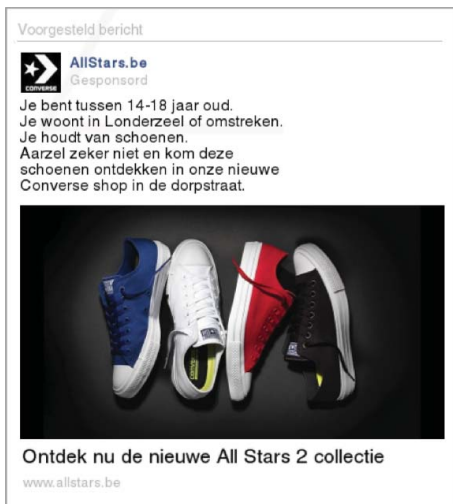 Voorgesteld bericht
CONVERSE
AllStars.be
Gesponsord
Je bent tussen 14-18 jaar oud.
Je woont in Londerzeel of omstreken.
Je houdt van schoenen.
Aarzel zeker niet en kom deze
schoenen ontdekken in onze nieuwe
Converse shop in de dorpstraat.
Ontdek nu de nieuwe All Stars 2 collectie
www.allstars.be